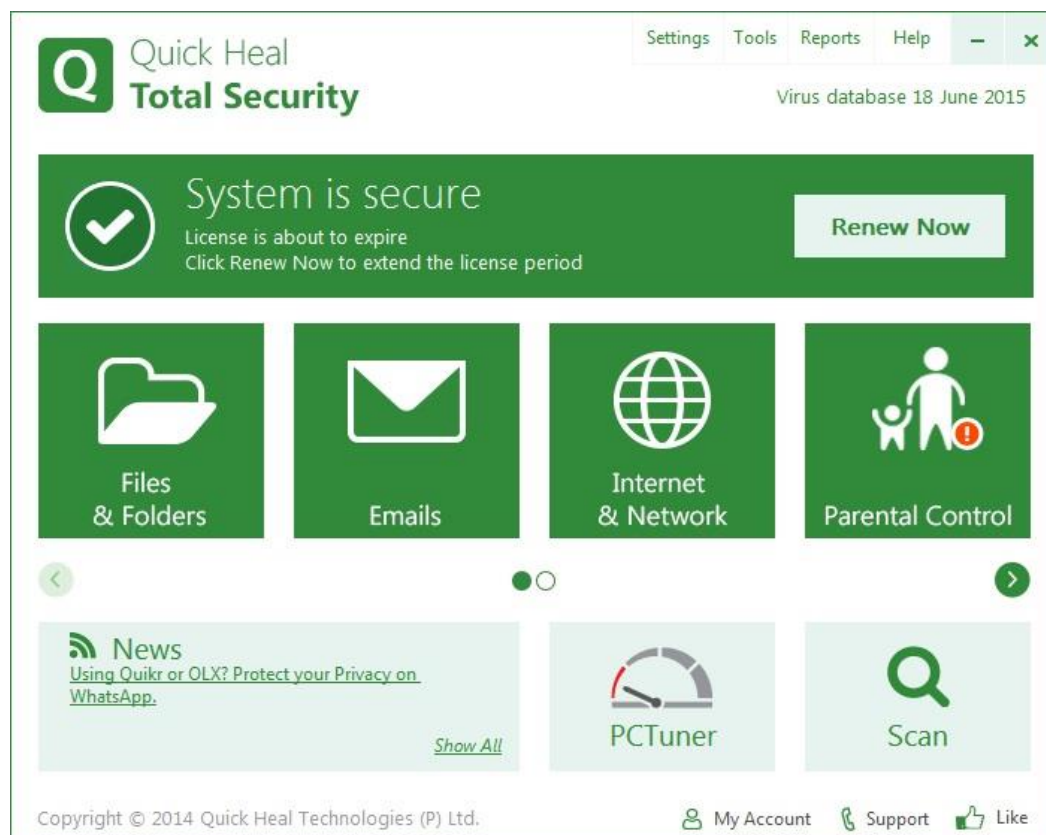 Q
Quick Heal
Total Security
Settings Tools Reports Help
Virus database 18 June 2015
System is secure
License is about to expire
Click Renew Now to extend the license period
Renew Now
Files
& Folders
Emails
Internet
& Network
Parental Control
News
Using Quikr or OLX? Protect your Privacy on
WhatsApp.
Show All
PCTuner
Scan
Copyright © 2014 Quick Heal Technologies (P) Ltd.
My Account Support Like